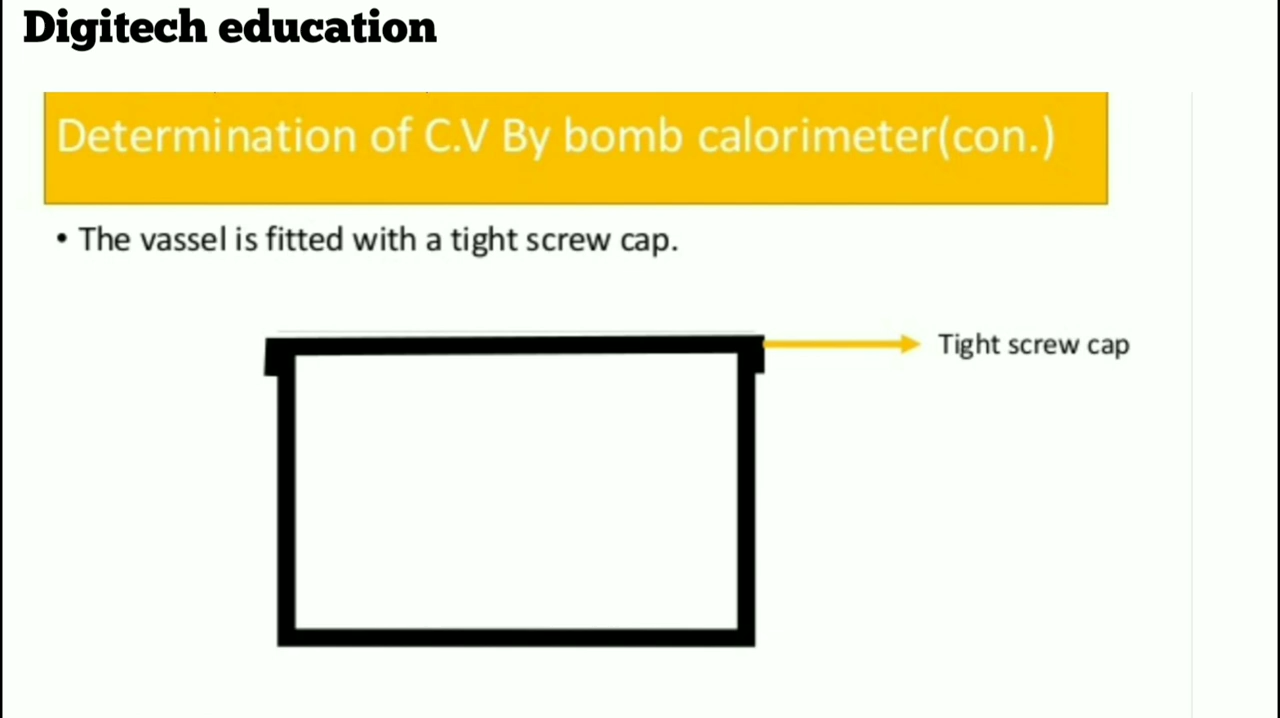 Digitech education
Determination of C.V By bomb calorimeter(con.)
• The vassel is fitted with a tight screw cap.
Tight screw cap